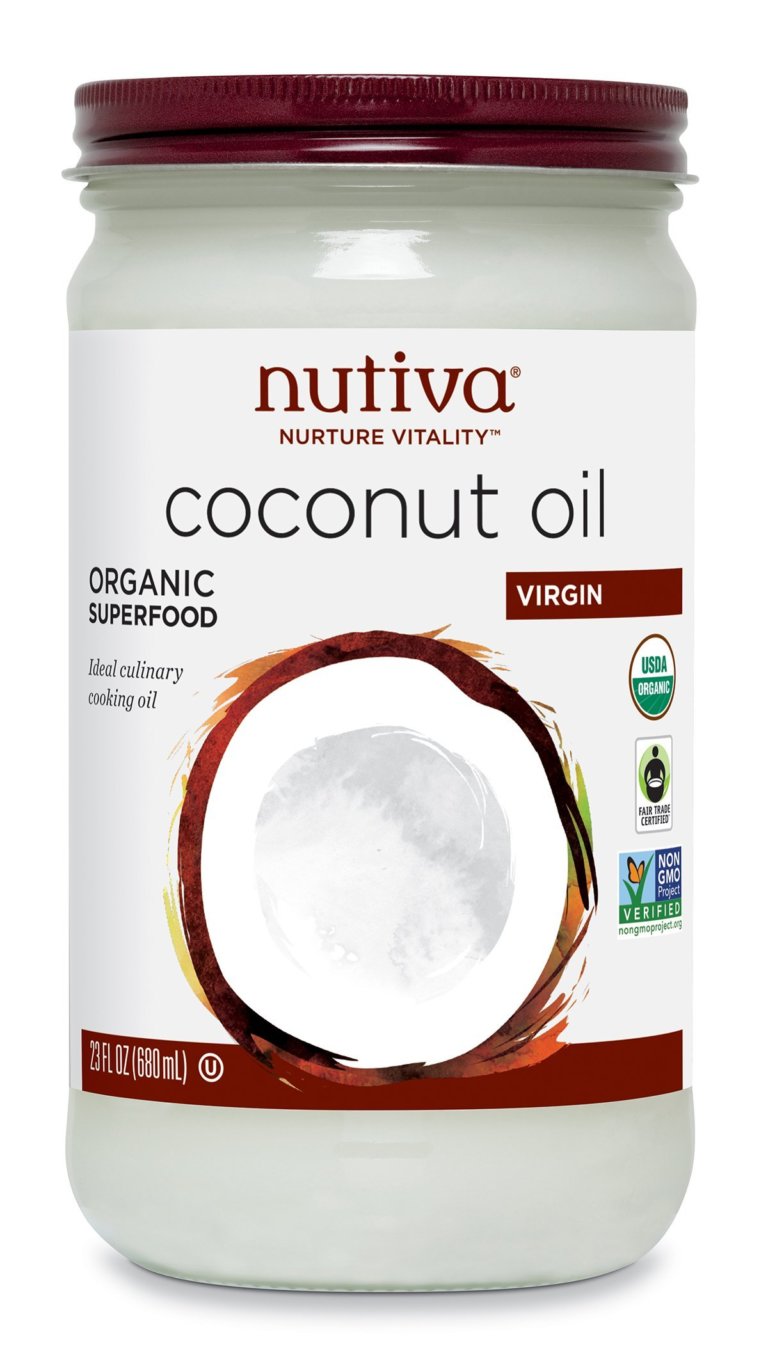 nutiva®
NURTURE VITALITY™
coconut oil
ORGANIC
SUPERFOOD
VIRGIN
Ideal culinary
cooking oil
USDA
ORGANIC
FAIR TRADE
CERTIFIED
NON
GMO
Project
VERIFIED
nongmoproject.org
23 FL OZ (680 mL) U